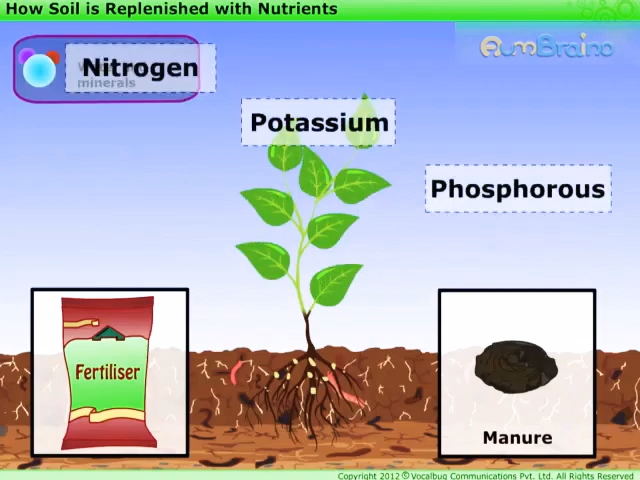 How Soil is Replenished with Nutrients
AumBraino
Nitrogen
minerals
Potassium
Phosphorous
Fertiliser
Manure
Copyright 2012 © Vocalbug Communications Pvt. Ltd. All Rights Reserved